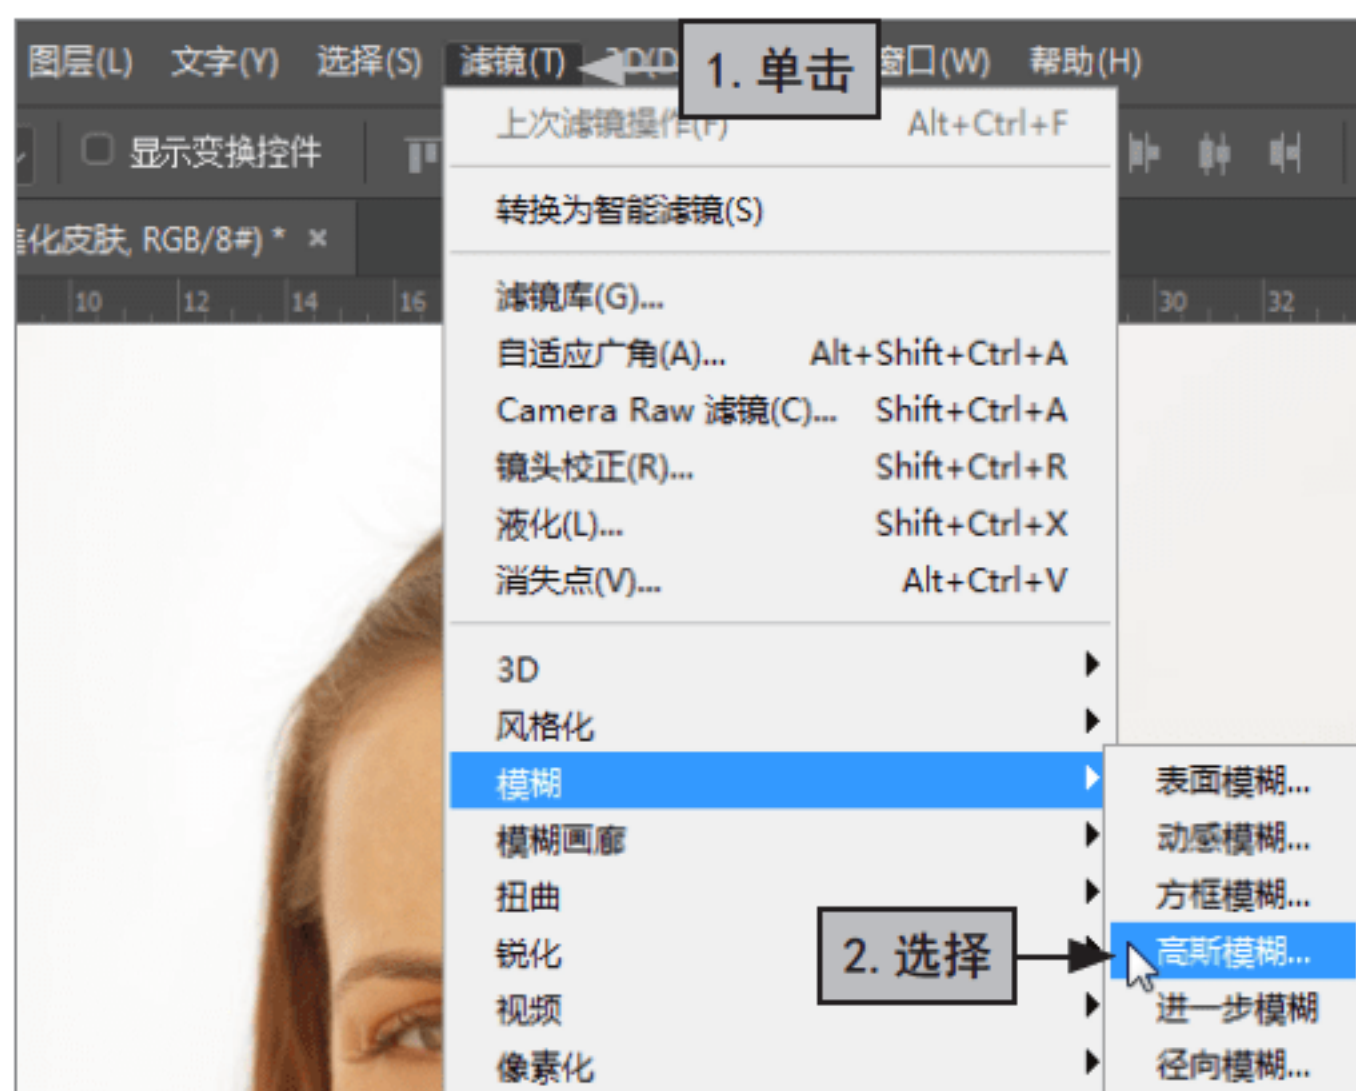 图层(L) 文字(Y) 选择(S) 滤镜(T) 1. 单击 窗口(W) 帮助(H)
上次滤镜操作(F) Alt+Ctrl+F
显示变换控件
转换为智能滤镜(S)
化皮肤, RGB/8#) * ×
滤镜库(G)...
10 12 14 16 30 32
自适应广角(A)... Alt+Shift+Ctrl+A
Camera Raw 滤镜(C)... Shift+Ctrl+A
镜头校正(R)... Shift+Ctrl+R
液化(L)... Shift+Ctrl+X
消失点(V)... Alt+Ctrl+V
3D
风格化
模糊
表面模糊...
模糊画廊
动感模糊...
扭曲
方框模糊...
锐化
2. 选择
高斯模糊...
视频
进一步模糊
像素化
径向模糊...